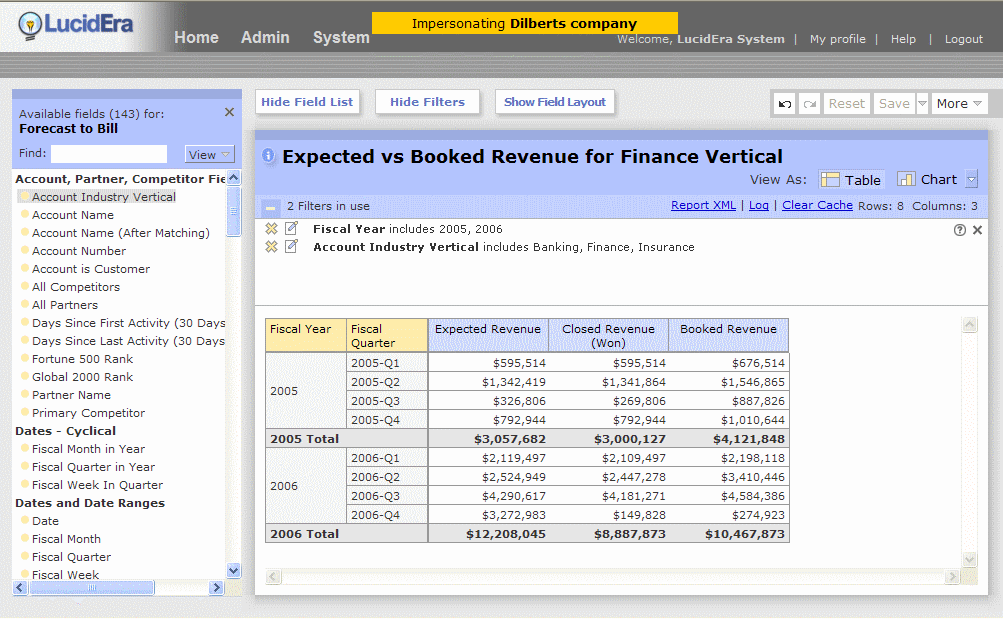 LucidEra
Impersonating Dilberts company
Home Admin System
Welcome, LucidEra System | My profile | Help | Logout
Available fields (143) for:
Forecast to Bill
Find:
View
Account, Partner, Competitor Fie
Account Industry Vertical
Account Name
Account Name (After Matching)
Account Number
Account is Customer
All Competitors
All Partners
Days Since First Activity (30 Days
Days Since Last Activity (30 Days
Fortune 500 Rank
Global 2000 Rank
Partner Name
Primary Competitor
Dates - Cyclical
Fiscal Month in Year
Fiscal Quarter in Year
Fiscal Week In Quarter
Dates and Date Ranges
Date
Fiscal Month
Fiscal Quarter
Fiscal Week
Hide Field List Hide Filters Show Field Layout
Reset Save More
Expected vs Booked Revenue for Finance Vertical
View As: Table Chart
2 Filters in use
Report XML | Log | Clear Cache Rows: 8 Columns: 3
Fiscal Year includes 2005, 2006
Account Industry Vertical includes Banking, Finance, Insurance
Fiscal Year Fiscal Quarter Expected Revenue Closed Revenue (Won) Booked Revenue
2005 2005-Q1 $595,514 $595,514 $676,514
2005-Q2 $1,342,419 $1,341,864 $1,546,865
2005-Q3 $326,806 $269,806 $887,826
2005-Q4 $792,944 $792,944 $1,010,644
2005 Total $3,057,682 $3,000,127 $4,121,848
2006 2006-Q1 $2,119,497 $2,109,497 $2,198,118
2006-Q2 $2,524,949 $2,447,278 $3,410,446
2006-Q3 $4,290,617 $4,181,271 $4,584,386
2006-Q4 $3,272,983 $149,828 $274,923
2006 Total $12,208,045 $8,887,873 $10,467,873